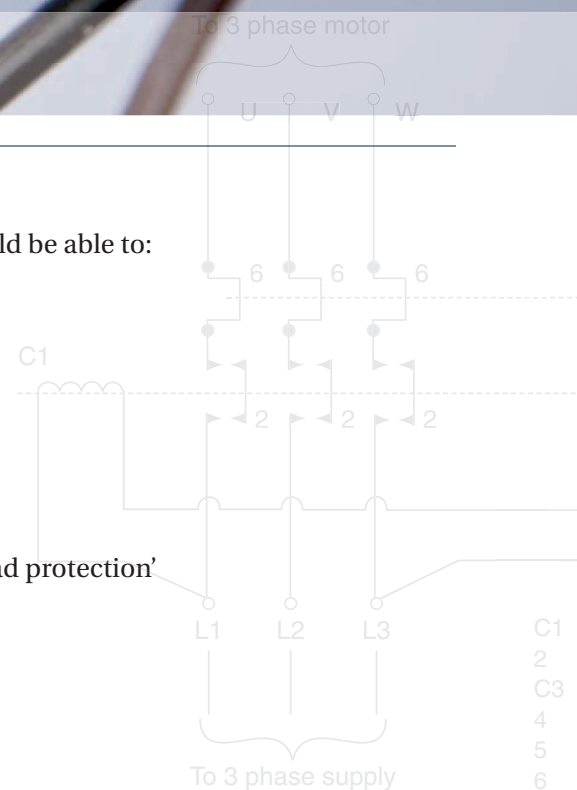 To 3 phase motor
U V W
ld be able to:
6 6 6
C1
2 2 2
d protection’
L1 L2 L3
C1
2
C3
4
5
6
To 3 phase supply